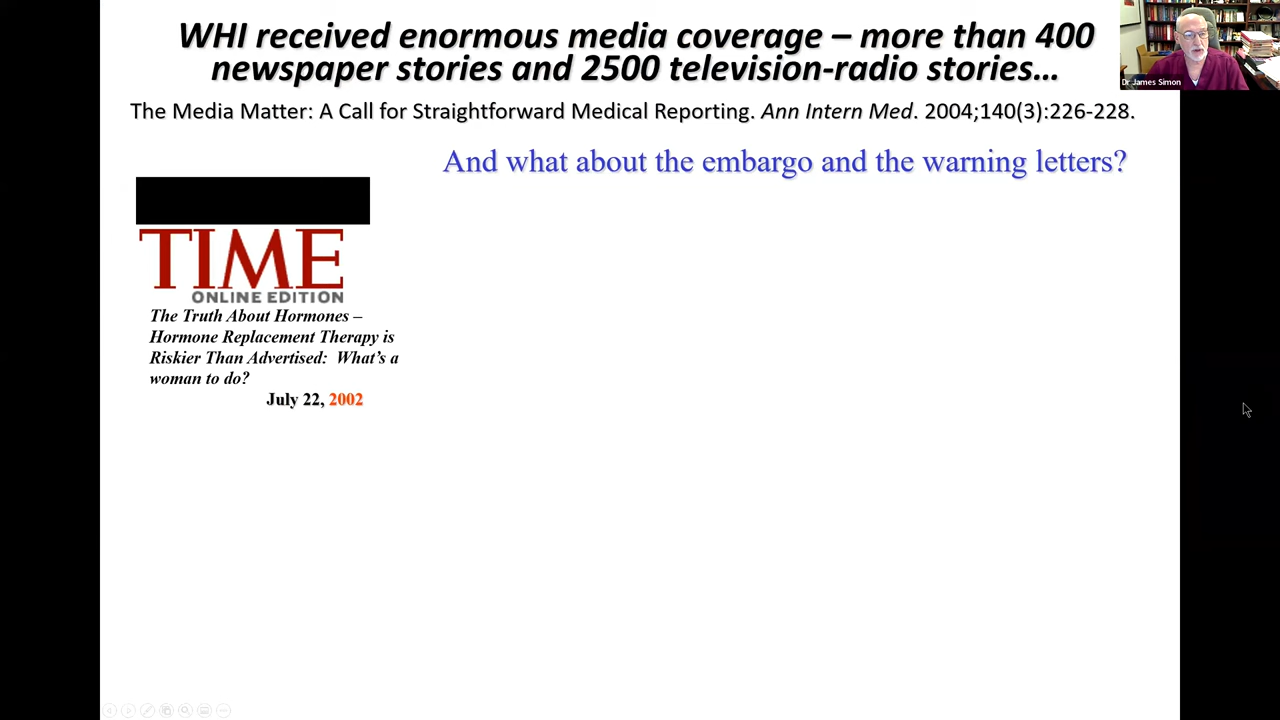 WHI received enormous media coverage – more than 400
newspaper stories and 2500 television-radio stories…
The Media Matter: A Call for Straightforward Medical Reporting. Ann Intern Med. 2004;140(3):226-228.
Dr James Simon
And what about the embargo and the warning letters?
TIME
ONLINE EDITION
The Truth About Hormones –
Hormone Replacement Therapy is
Riskier Than Advertised: What's a
woman to do?
July 22, 2002